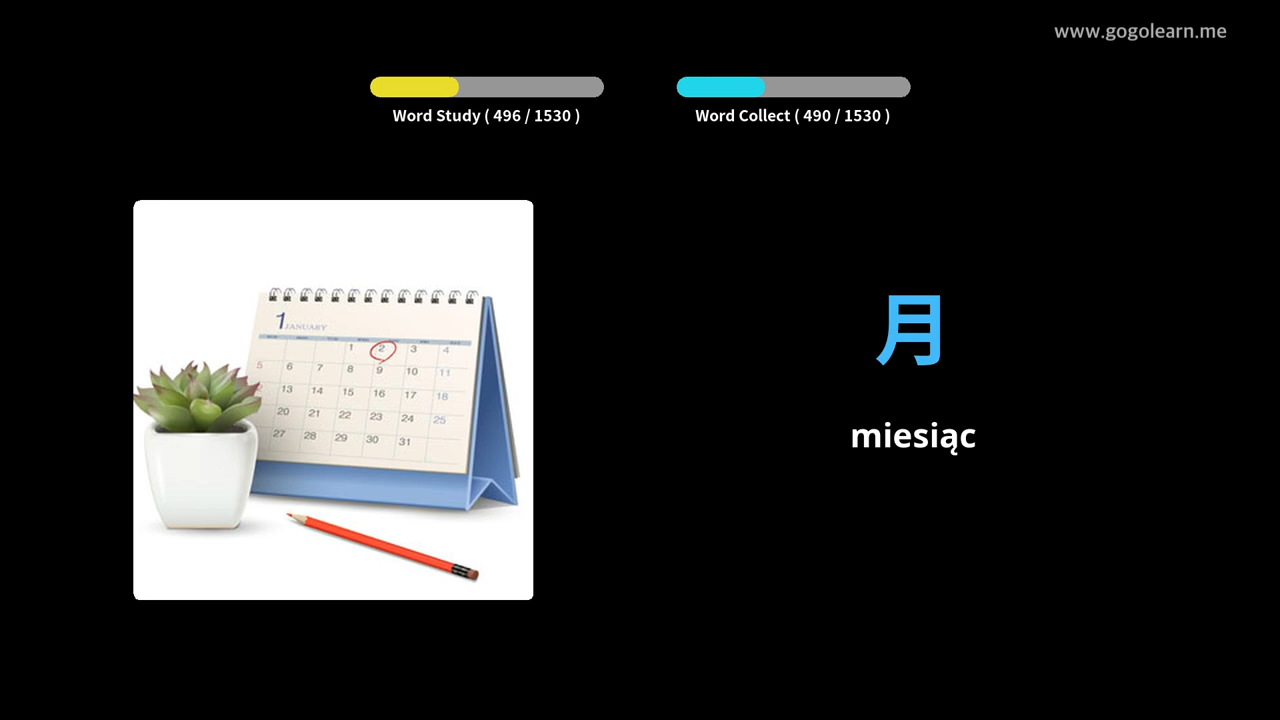 www.gogolearn.me
Word Study ( 496 / 1530 )
Word Collect ( 490 / 1530 )
1 JANUARY
1 2 3 4
5 6 7 8 9 10 11
13 14 15 16 17 18
20 21 22 23 24 25
27 28 29 30 31
月
miesiąc